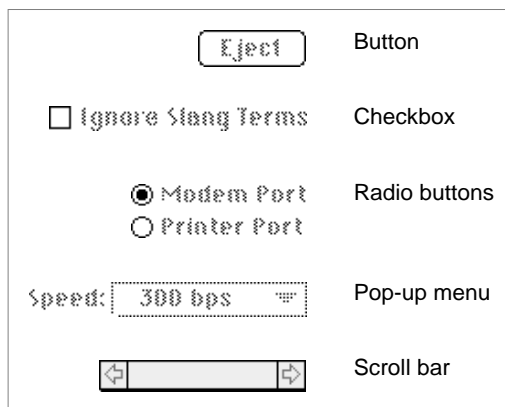 Eject Button
Ignore Slang Terms Checkbox
Modem Port Radio buttons
Printer Port
Speed: 300 bps Pop-up menu
Scroll bar